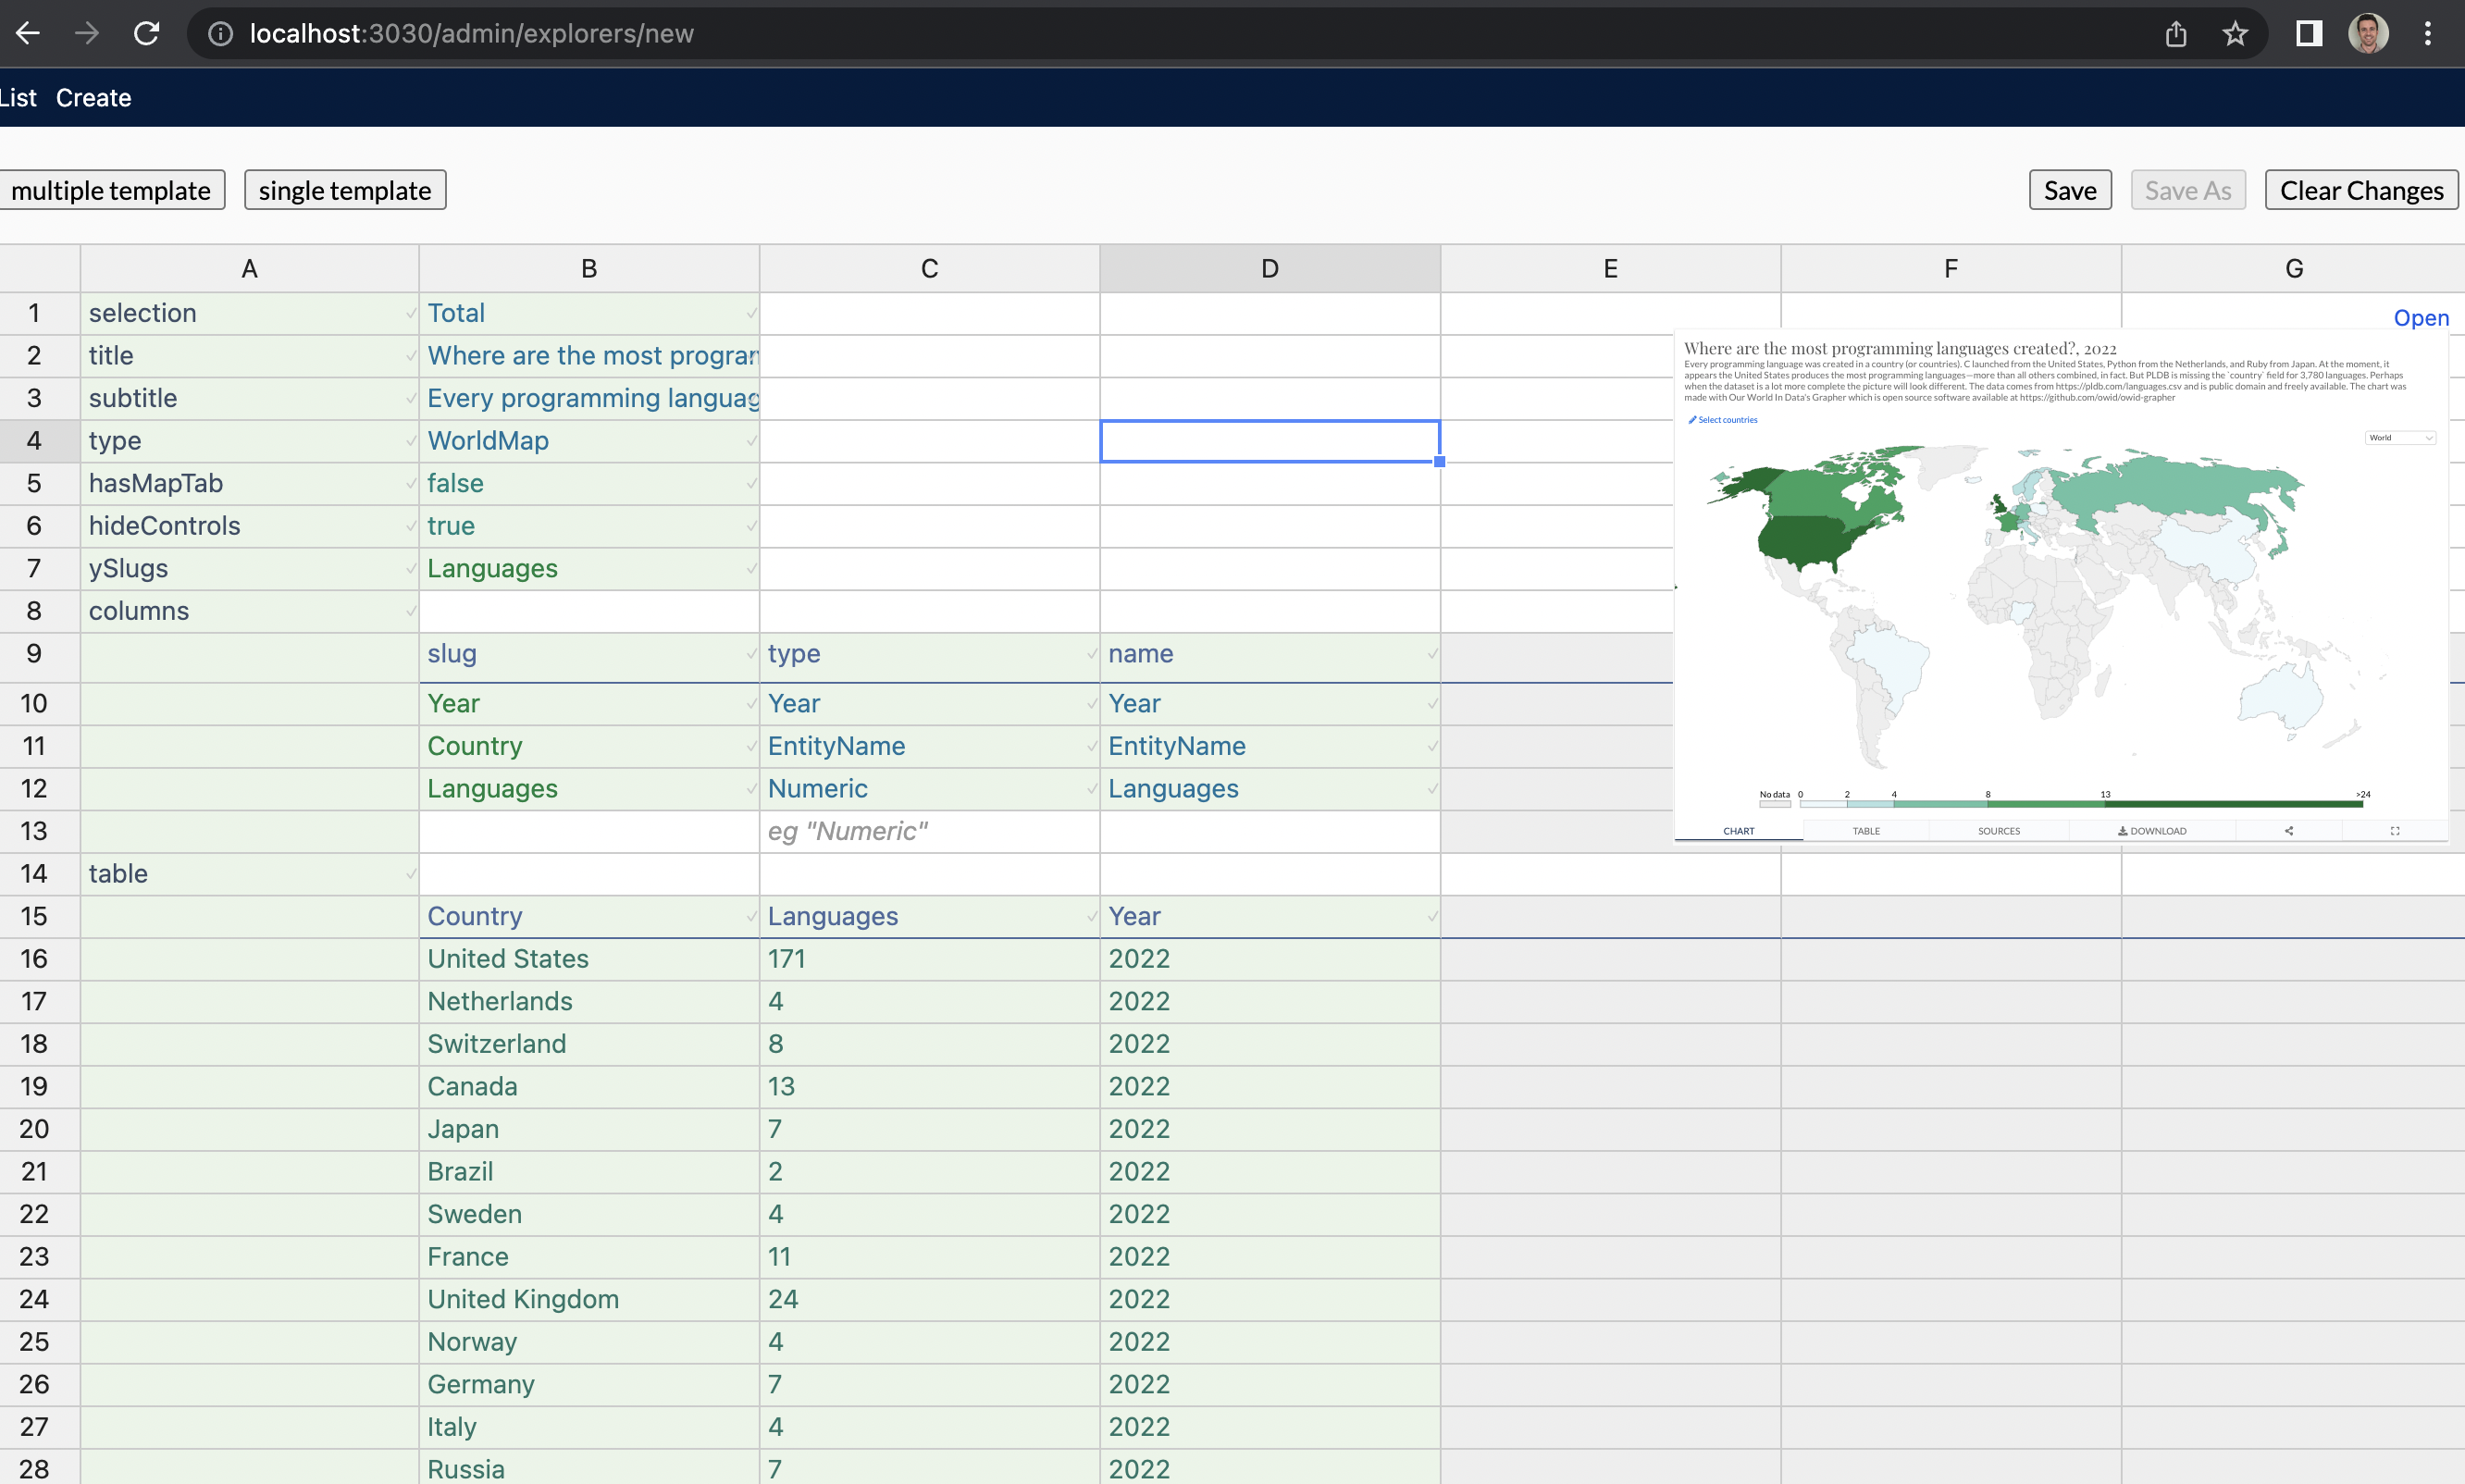 localhost:3030/admin/explorers/new
List Create
multiple template single template Save Save As Clear Changes
A B C D E F G
1 selection Total
Open
2 title Where are the most progran
3 subtitle Every programming languag
4 type WorldMap
5 hasMapTab false
6 hideControls true
7 ySlugs Languages
8 columns
9 slug type name
10 Year Year Year
11 Country EntityName EntityName
12 Languages Numeric Languages
13 eg "Numeric"
14 table
15 Country Languages Year
16 United States 171 2022
17 Netherlands 4 2022
18 Switzerland 8 2022
19 Canada 13 2022
20 Japan 7 2022
21 Brazil 2 2022
22 Sweden 4 2022
23 France 11 2022
24 United Kingdom 24 2022
25 Norway 4 2022
26 Germany 7 2022
27 Italy 4 2022
28 Russia 7 2022
Where are the most programming languages created?, 2022
Every programming language was created in a country (or countries). C launched from the United States, Python from the Netherlands, and Ruby from Japan. At the moment, it
appears the United States produces the most programming languages—more than all others combined, in fact. But PLDB is missing the `country` field for 3,780 languages. Perhaps
when the dataset is a lot more complete the picture will look different. The data comes from https://pldb.com/languages.csv and is public domain and freely available. The chart was
made with Our World In Data's Grapher which is open source software available at https://github.com/owid/owid-grapher
Select countries
World
No data 0 2 4 8 13 >24
CHART TABLE SOURCES DOWNLOAD